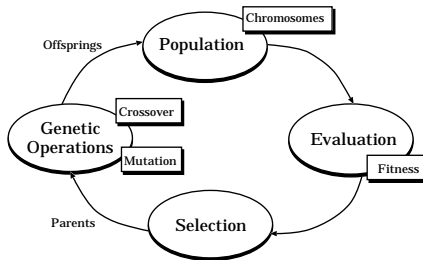 Chromosomes
Offsprings
Population
Crossover
Genetic
Operations
Mutation
Evaluation
Fitness
Parents
Selection